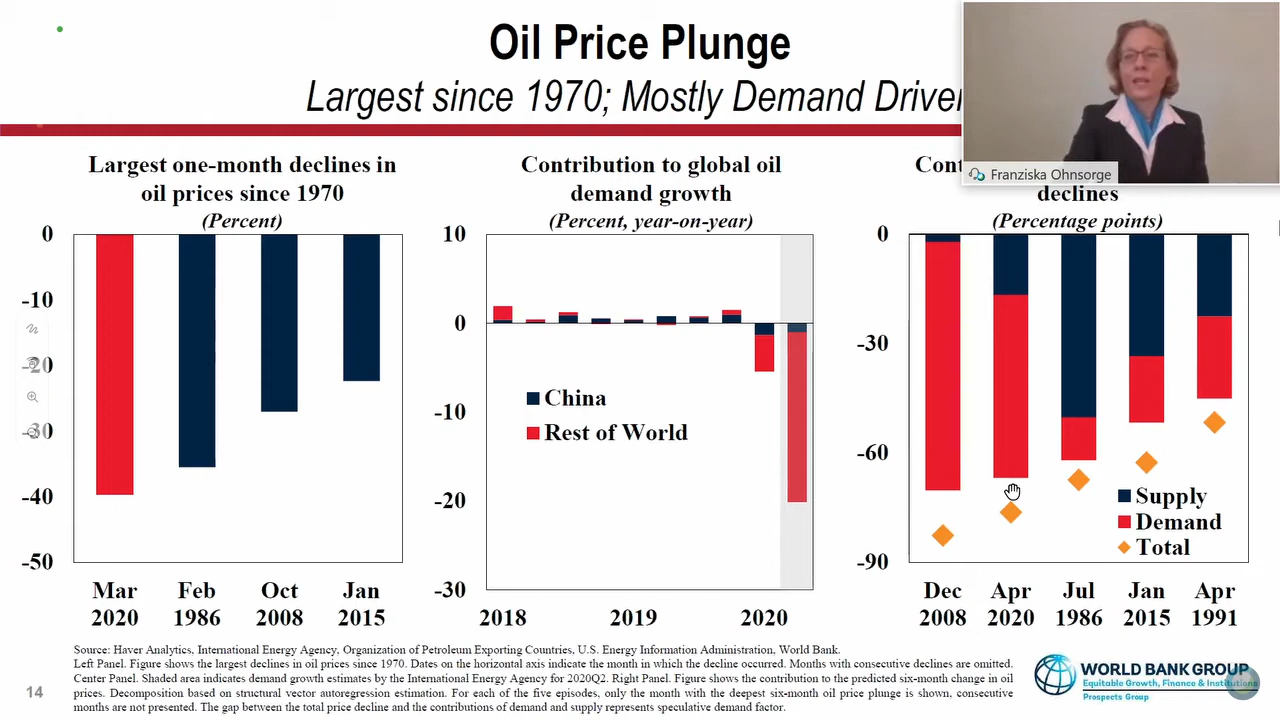 Oil Price Plunge
Largest since 1970; Mostly Demand Driven
Franziska Ohnsorge
Largest one-month declines in
oil prices since 1970
(Percent)
0
-10
-20
-30
-40
-50
Mar Feb Oct Jan
2020 1986 2008 2015
Contribution to global oil
demand growth
(Percent, year-on-year)
10
0
-10
-20
-30
China
Rest of World
2018 2019 2020
declines
(Percentage points)
0
-30
-60
-90
Supply
Demand
Total
Dec Apr Jul Jan Apr
2008 2020 1986 2015 1991
Source: Haver Analytics, International Energy Agency, Organization of Petroleum Exporting Countries, U.S. Energy Information Administration, World Bank.
Left Panel. Figure shows the largest declines in oil prices since 1970. Dates on the horizontal axis indicate the month in which the decline occurred. Months with consecutive declines are omitted.
Center Panel. Shaded area indicates demand growth estimates by the International Energy Agency for 2020Q2. Right Panel. Figure shows the contribution to the predicted six-month change in oil
prices. Decomposition based on structural vector autoregression estimation. For each of the five episodes, only the month with the deepest six-month oil price plunge is shown, consecutive
months are not presented. The gap between the total price decline and the contributions of demand and supply represents speculative demand factor.
14
WORLD BANK GROUP
Equitable Growth, Finance & Institutions
Prospects Group